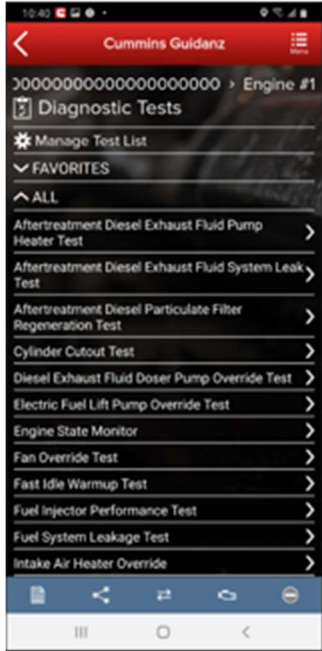 10:40
Cummins Guidanz
Menu
0000000000000000000000 > Engine #1
Diagnostic Tests
Manage Test List
FAVORITES
ALL
Aftertreatment Diesel Exhaust Fluid Pump
Heater Test
Aftertreatment Diesel Exhaust Fluid System Leak
Test
Aftertreatment Diesel Particulate Filter
Regeneration Test
Cylinder Cutout Test
Diesel Exhaust Fluid Doser Pump Override Test
Electric Fuel Lift Pump Override Test
Engine State Monitor
Fan Override Test
Fast Idle Warmup Test
Fuel Injector Performance Test
Fuel System Leakage Test
Intake Air Heater Override